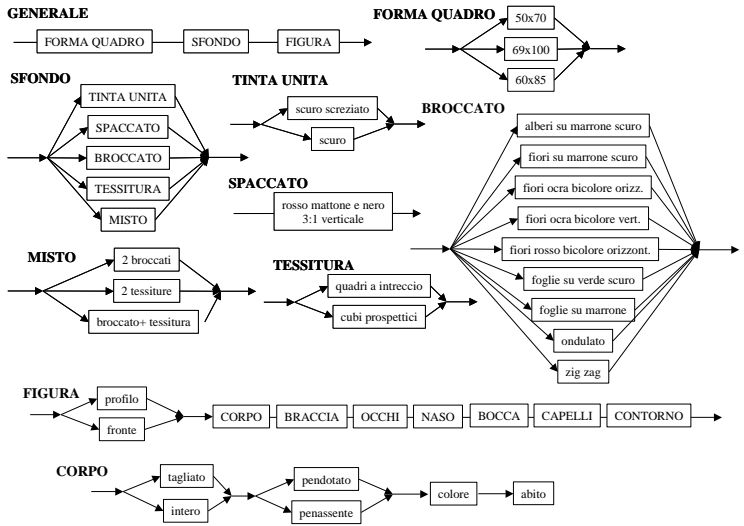 GENERALE
FORMA QUADRO
SFONDO
FIGURA
FORMA QUADRO
50x70
69x100
60x85
SFONDO
TINTA UNITA
SPACCATO
BROCCATO
TESSITURA
MISTO
TINTA UNITA
scuro screziato
scuro
SPACCATO
rosso mattone e nero
3:1 verticale
BROCCATO
alberi su marrone scuro
fiori su marrone scuro
fiori ocra bicolore orizz.
fiori ocra bicolore vert.
fiori rosso bicolore orizzont.
foglie su verde scuro
foglie su marrone
ondulato
zig zag
MISTO
2 broccati
2 tessiture
broccato+ tessitura
TESSITURA
quadri a intreccio
cubi prospettici
FIGURA
profilo
fronte
CORPO
BRACCIA
OCCHI
NASO
BOCCA
CAPELLI
CONTORNO
CORPO
tagliato
intero
pendotato
penassente
colore
abito